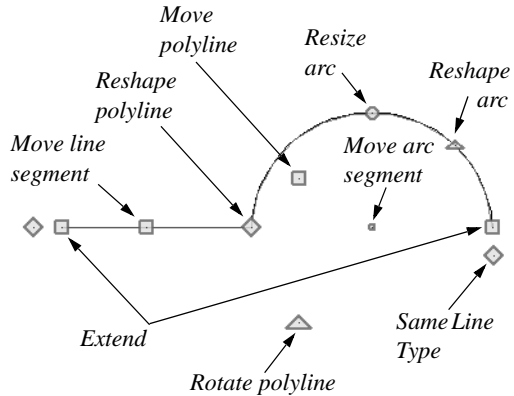 Move
polyline
Resize
arc
Reshape
arc
Reshape
polyline
Move line
segment
Move arc
segment
Extend
Same Line
Type
Rotate polyline